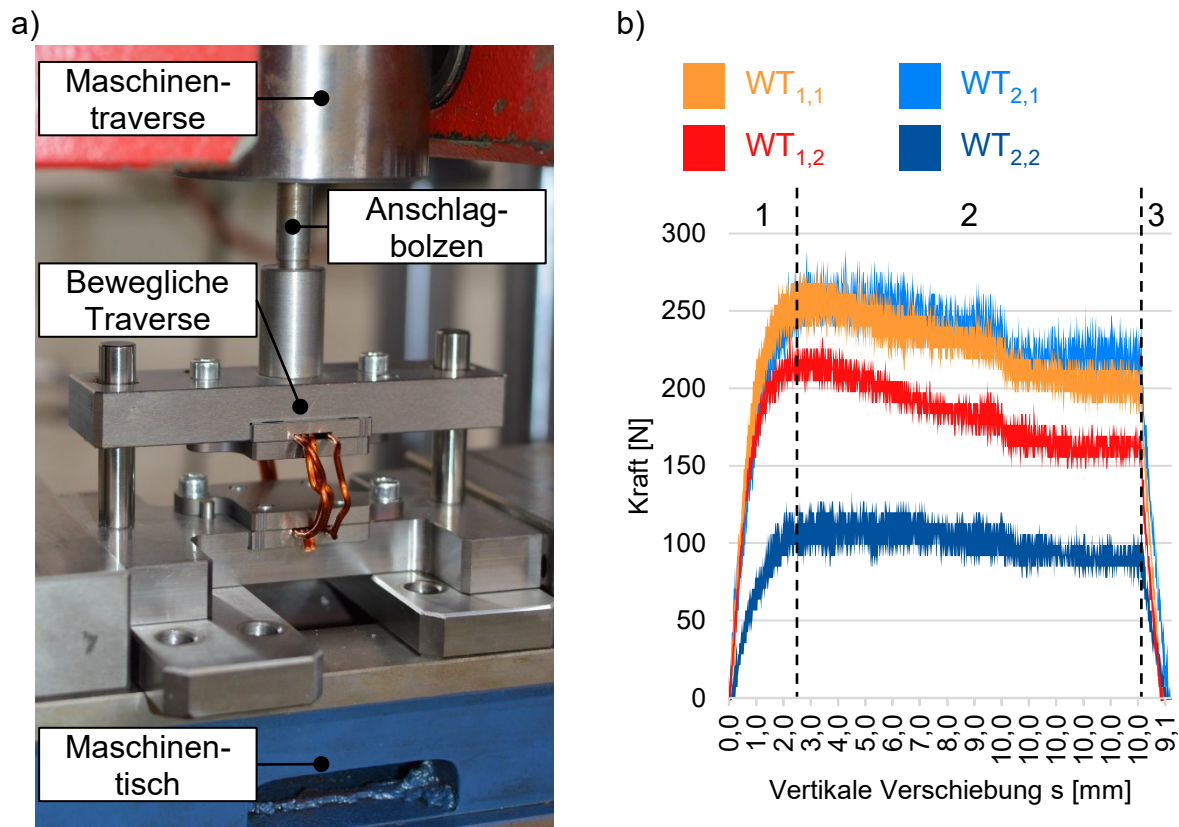 a)
Maschinen-
traverse
Anschlag-
bolzen
Bewegliche
Traverse
Maschinen-
tisch
b)
WT1,1
WT2,1
WT1,2
WT2,2
1
2
3
Kraft [N]
300
250
200
150
100
50
0
0,0 1,0 2,0 3,0 4,0 5,0 6,0 7,0 8,0 9,0 10,0 10,0 10,0 10,0 10,0 10,0 9,1
Vertikale Verschiebung s [mm]